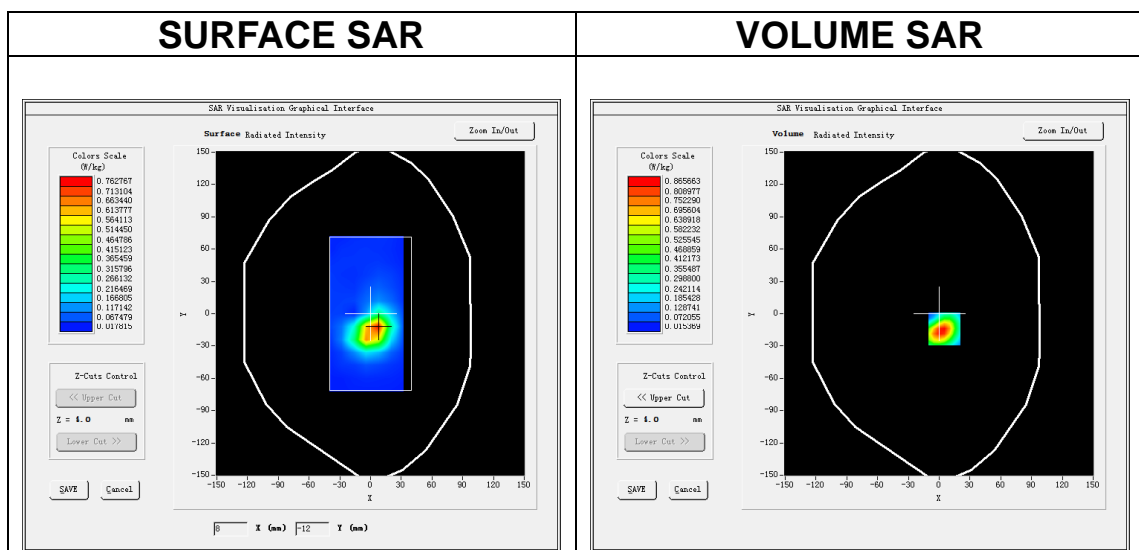 SURFACE SAR
VOLUME SAR
SAR Visualisation Graphical Interface
Surface Radiated Intensity
Zoom In/Out
Colors Scale
(W/kg)
0.762767
0.713104
0.663440
0.613777
0.564113
0.514450
0.464786
0.415123
0.365459
0.315796
0.266132
0.216469
0.166805
0.117142
0.067479
0.017815
Z-Cuts Control
<< Upper Cut
Z = 4.0 mm
Lower Cut >>
SAVE Cancel
150
120
90
60
30
0
-30
-60
-90
-120
-150
Y
-150 -120 -90 -60 -30 0 30 60 90 120 150
X
8 X (mm) -12 Y (mm)
SAR Visualisation Graphical Interface
Volume Radiated Intensity
Zoom In/Out
Colors Scale
(W/kg)
0.865663
0.808977
0.752290
0.695604
0.638918
0.582232
0.525545
0.468859
0.412173
0.355487
0.298800
0.242114
0.185428
0.128741
0.072055
0.015369
Z-Cuts Control
<< Upper Cut
Z = 4.0 mm
Lower Cut >>
SAVE Cancel
150
120
90
60
30
0
-30
-60
-90
-120
-150
Y
-150 -120 -90 -60 -30 0 30 60 90 120 150
X